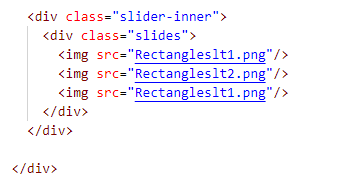 <div class="slider-inner">
<div class="slides">
<img src="Rectangleslt1.png"/>
<img src="Rectangleslt2.png"/>
<img src="Rectangleslt1.png"/>
</div>
</div>
</div>